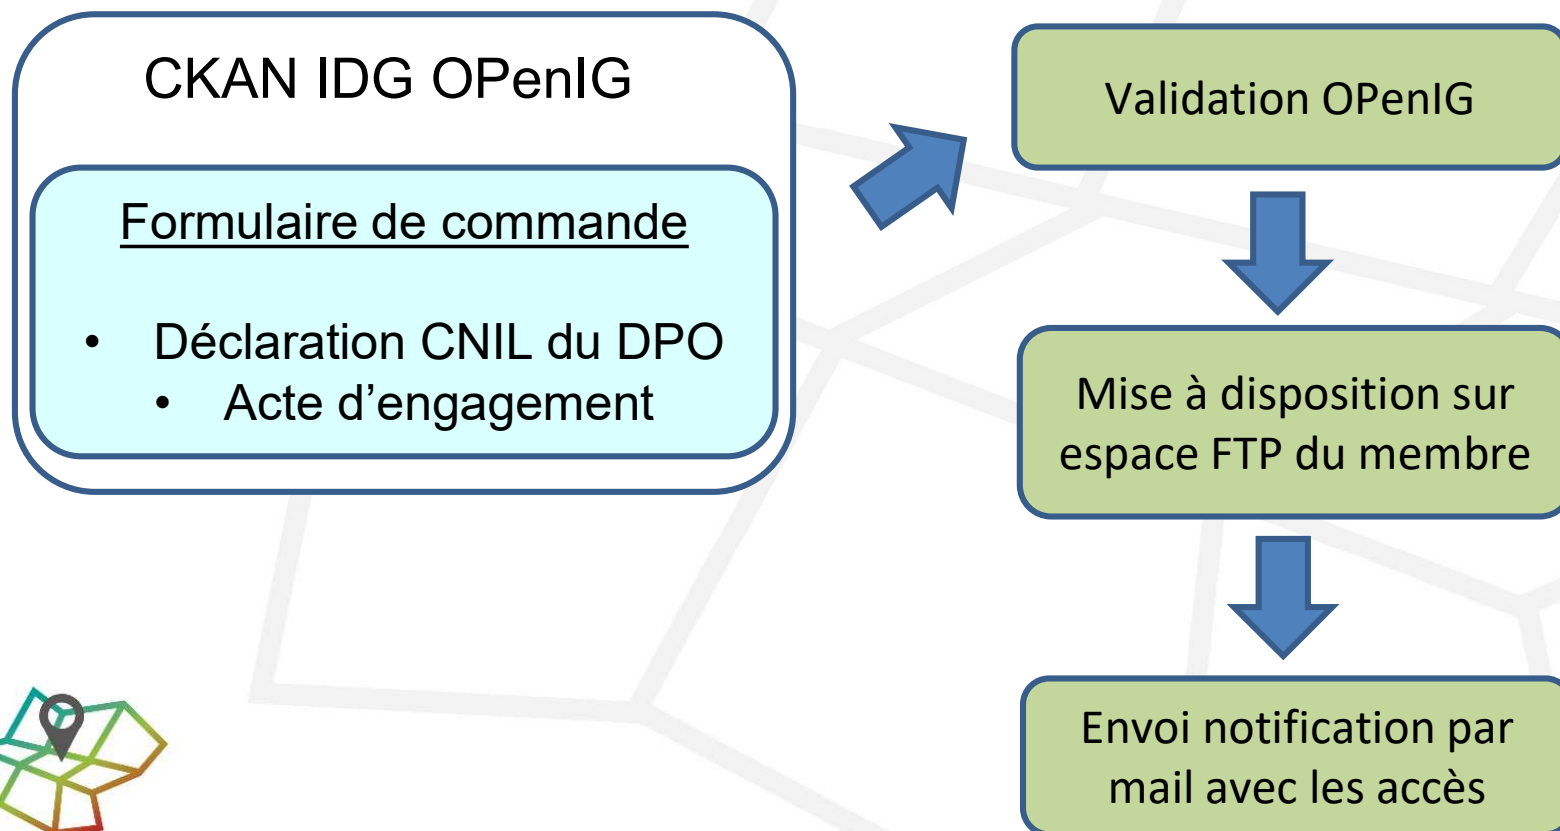 CKAN IDG OPenIG
Formulaire de commande
• Déclaration CNIL du DPO
• Acte d’engagement
Validation OPenIG
Mise à disposition sur
espace FTP du membre
Envoi notification par
mail avec les accès